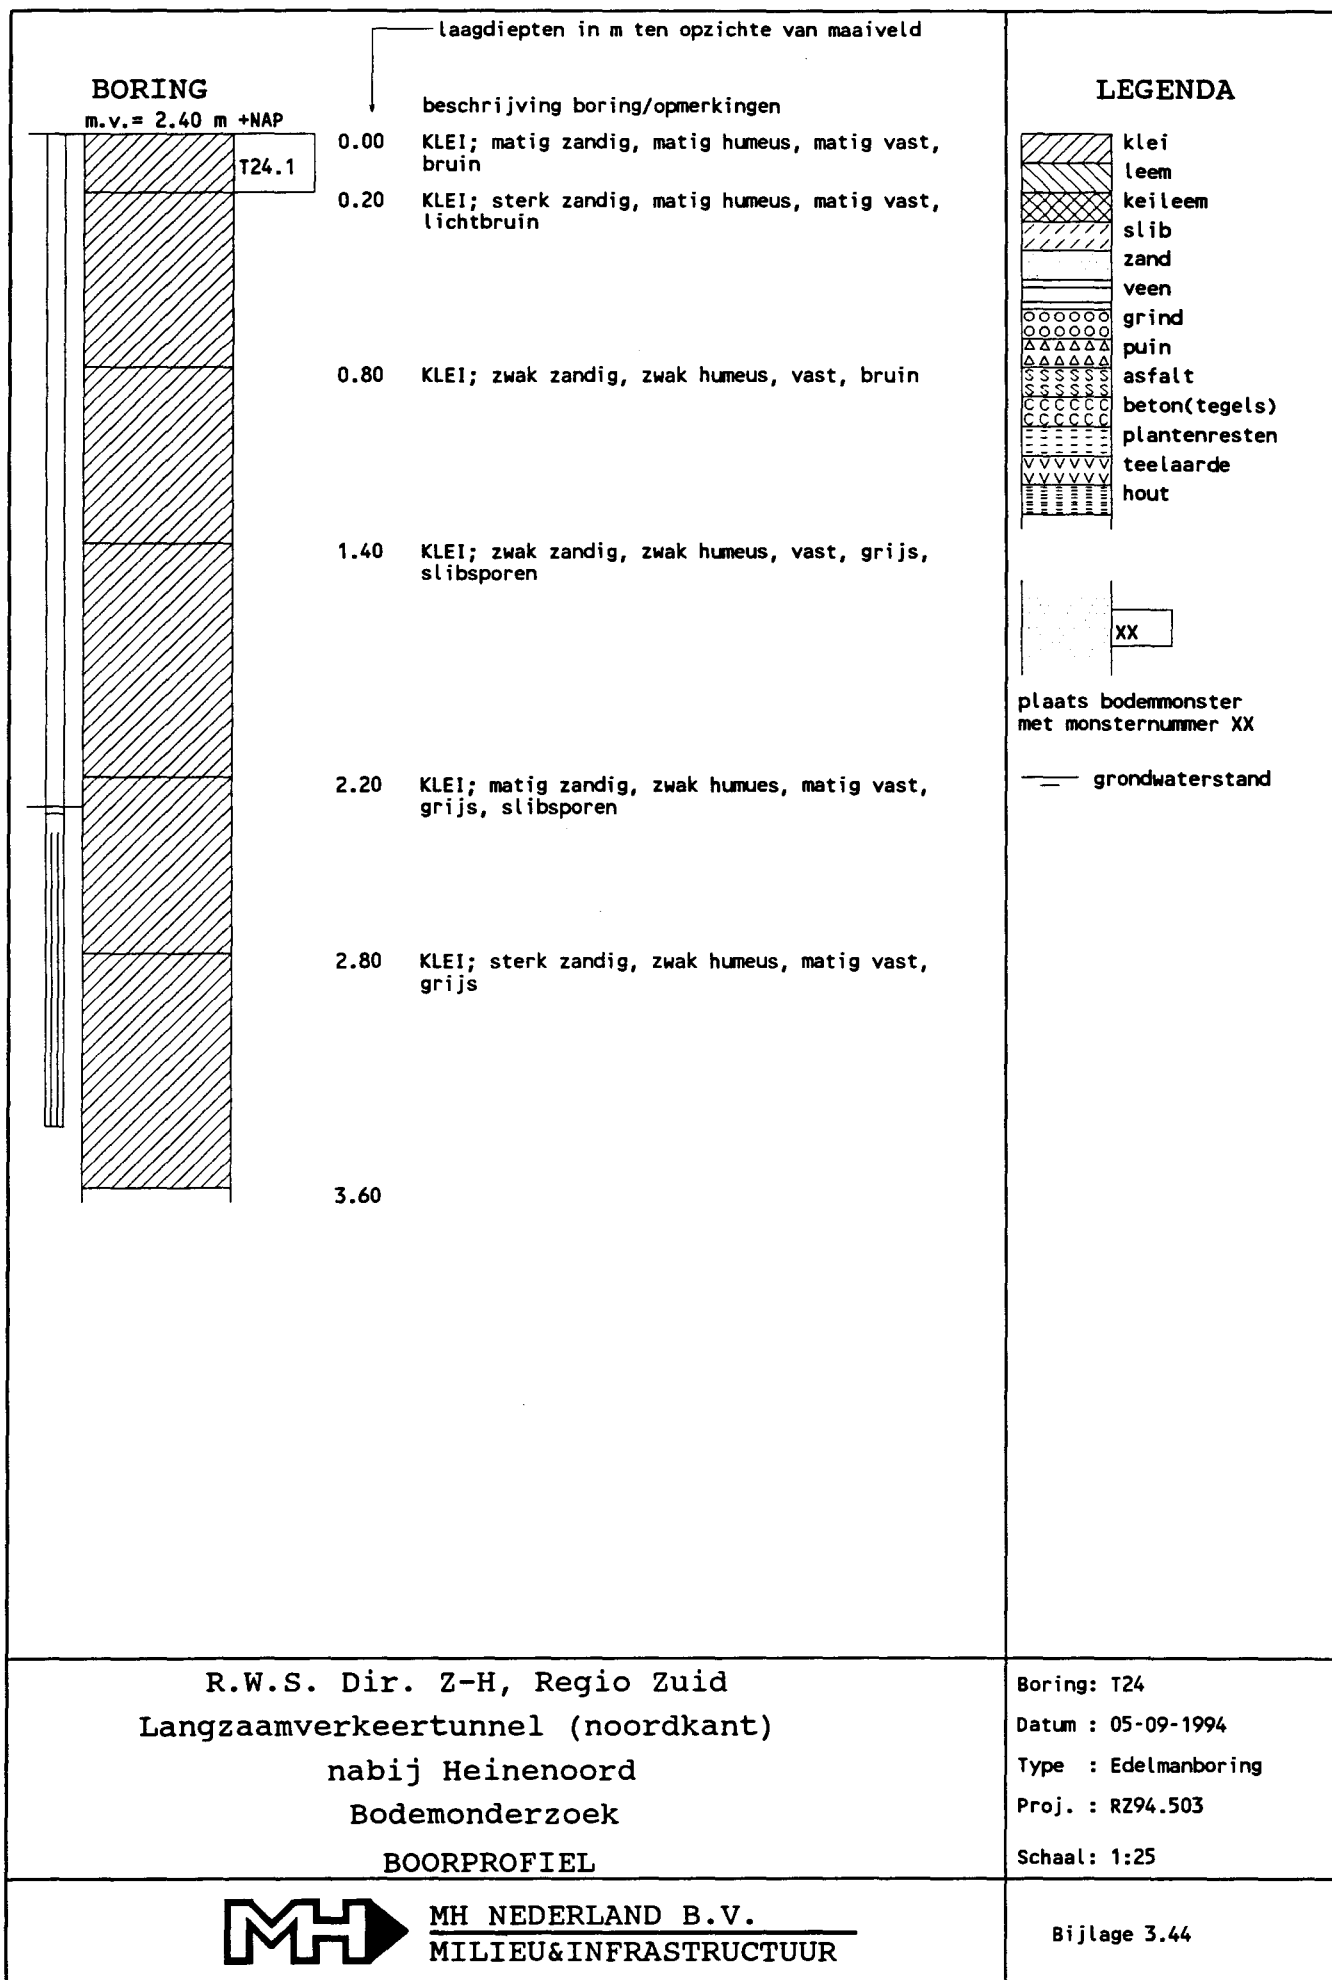 laagdiepten in m ten opzichte van maaiveld
BORING
m.v.= 2.40 m +NAP
beschrijving boring/opmerkingen
T24.1
0.00 KLEI; matig zandig, matig humeus, matig vast,
bruin
0.20 KLEI; sterk zandig, matig humeus, matig vast,
lichtbruin
0.80 KLEI; zwak zandig, zwak humeus, vast, bruin
1.40 KLEI; zwak zandig, zwak humeus, vast, grijs,
slibsporen
2.20 KLEI; matig zandig, zwak humues, matig vast,
grijs, slibsporen
2.80 KLEI; sterk zandig, zwak humeus, matig vast,
grijs
3.60
LEGENDA
klei
leem
keileem
slib
zand
veen
grind
puin
asfalt
beton(tegels)
plantenresten
teelaarde
hout
XX
plaats bodemmonster
met monsternummer XX
grondwaterstand
R.W.S. Dir. Z-H, Regio Zuid
Langzaamverkeertunnel (noordkant)
nabij Heinenoord
Bodemonderzoek
BOORPROFIEL
Boring: T24
Datum : 05-09-1994
Type : Edelmanboring
Proj. : RZ94.503
Schaal: 1:25
MH
MH NEDERLAND B.V.
MILIEU&INFRASTRUCTUUR
Bijlage 3.44